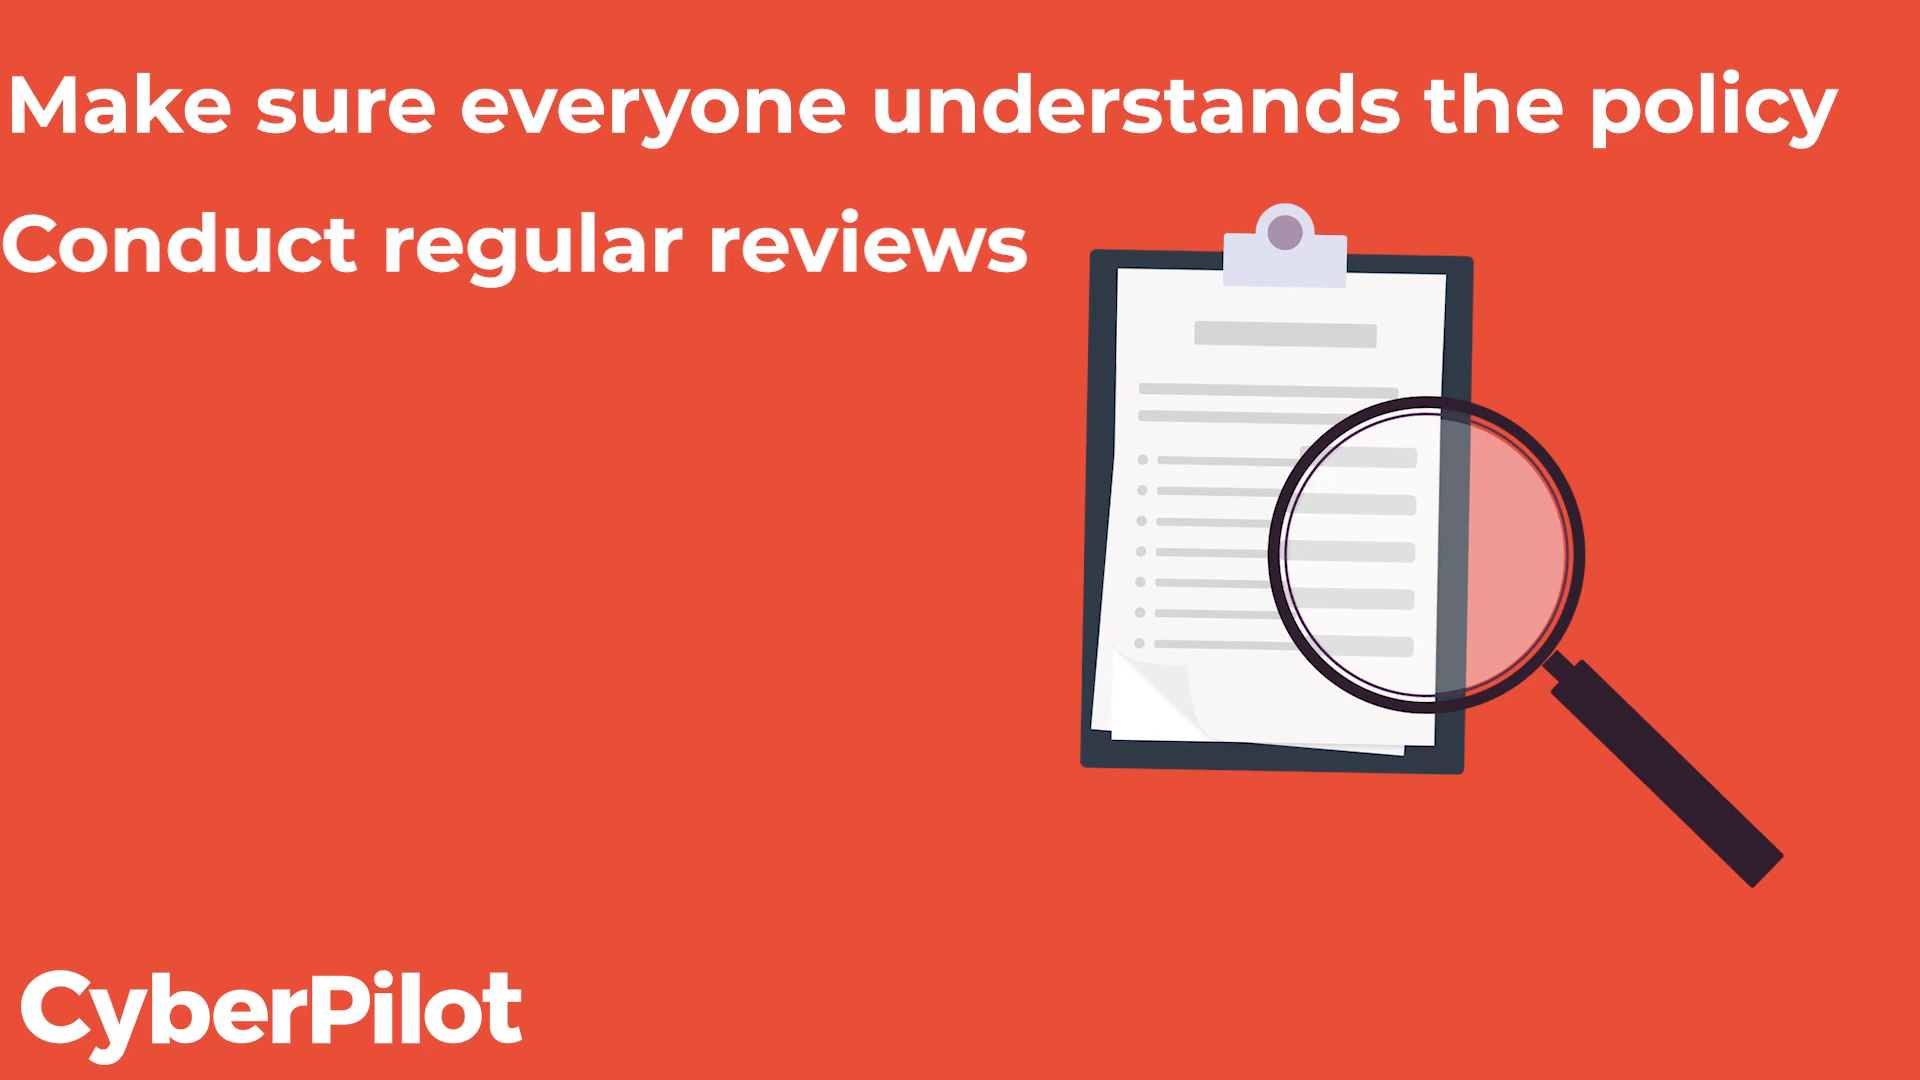 Make sure everyone understands the policy
Conduct regular reviews
CyberPilot